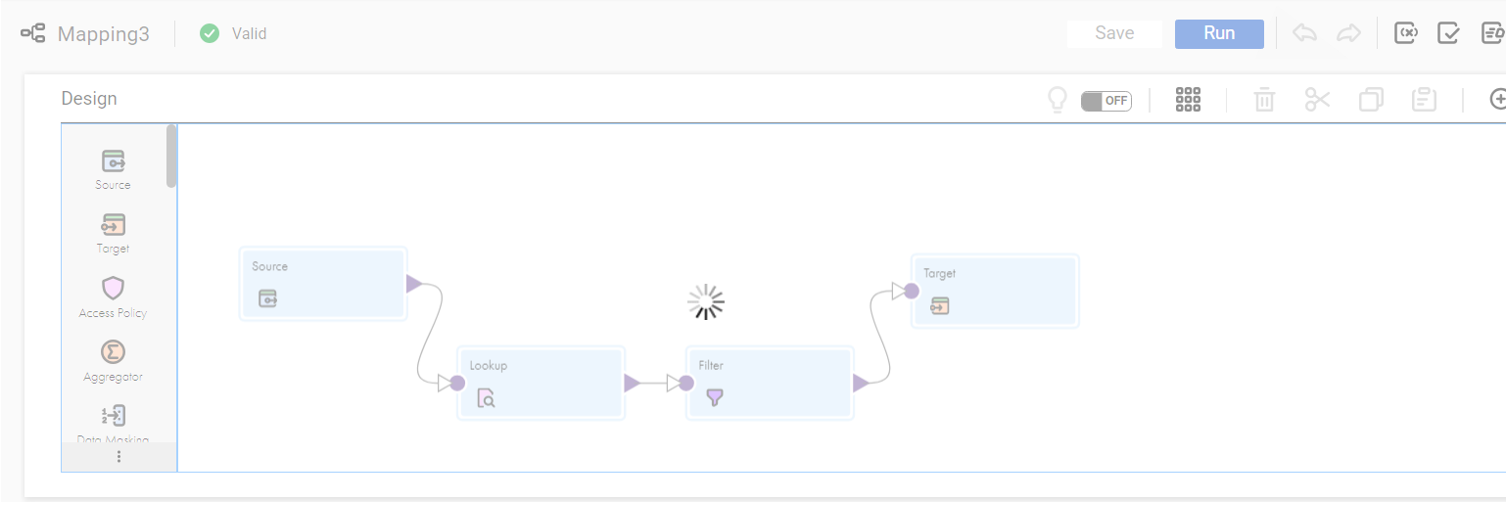 Mapping3
Valid
Save
Run
Design
OFF
Source
Target
Access Policy
Aggregator
Data Masking
Source
Lookup
Filter
Target